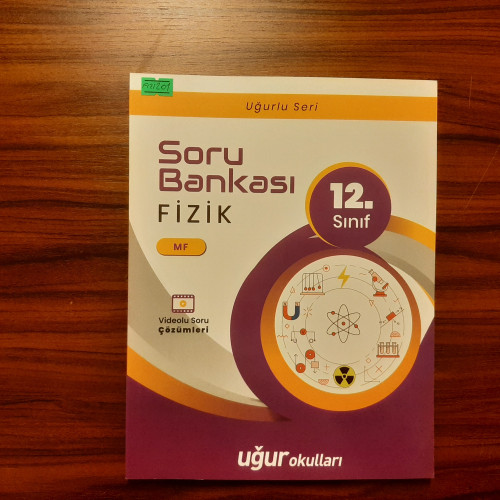 Uğurlu Seri
Soru
Bankası
FİZİK
12.
Sınıf
MF
Videolu Soru
Çözümleri
uğur okulları